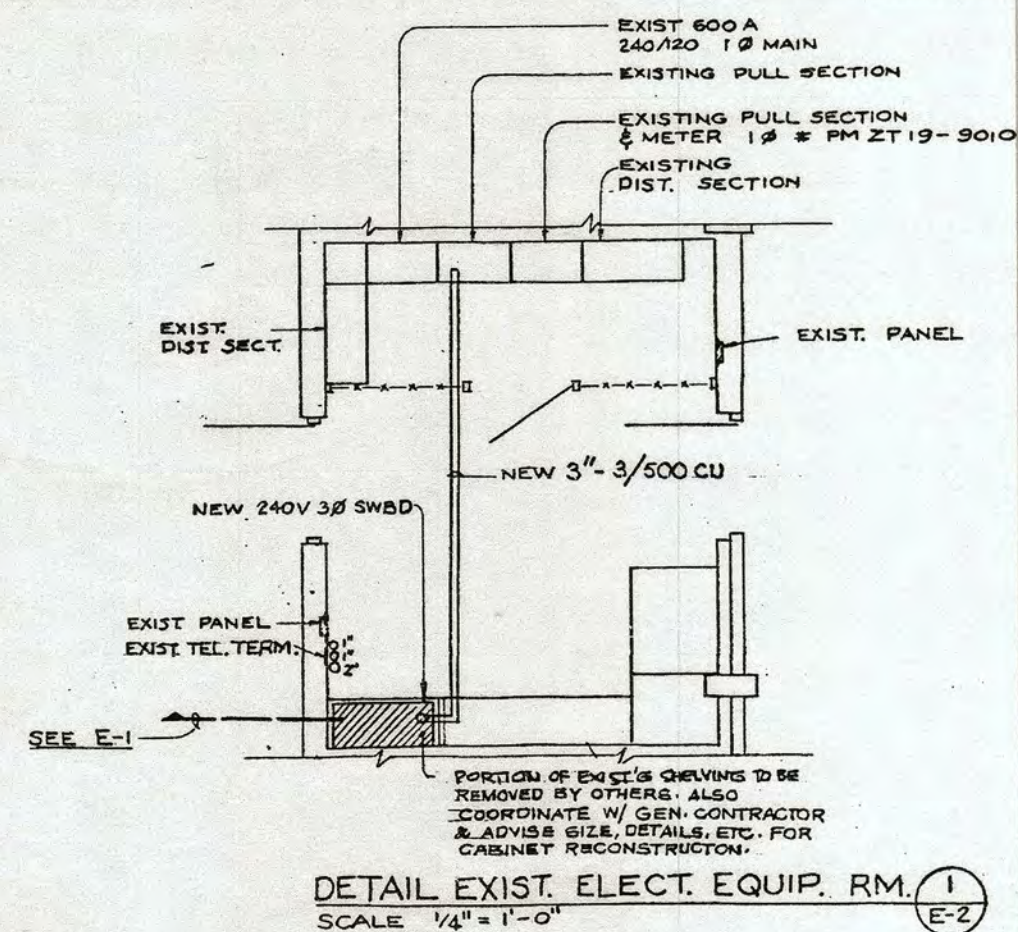 EXIST 600 A
240/120 1Ø MAIN
EXISTING PULL SECTION
EXISTING PULL SECTION
& METER 1Ø # PM ZT 19-9010
EXISTING
DIST. SECTION
EXIST.
DIST SECT.
EXIST. PANEL
NEW 3"- 3/500 CU
NEW 240V 3Ø SWBD
EXIST PANEL
EXIST. TEL. TERM.
1"
1"
2"
SEE E-1
PORTION OF EXIST'G SHELVING TO BE
REMOVED BY OTHERS. ALSO
COORDINATE W/ GEN. CONTRACTOR
& ADVISE SIZE, DETAILS, ETC. FOR
CABINET RECONSTRUCTON.
DETAIL EXIST. ELECT. EQUIP. RM.
SCALE 1/4" = 1'-0"
1
E-2